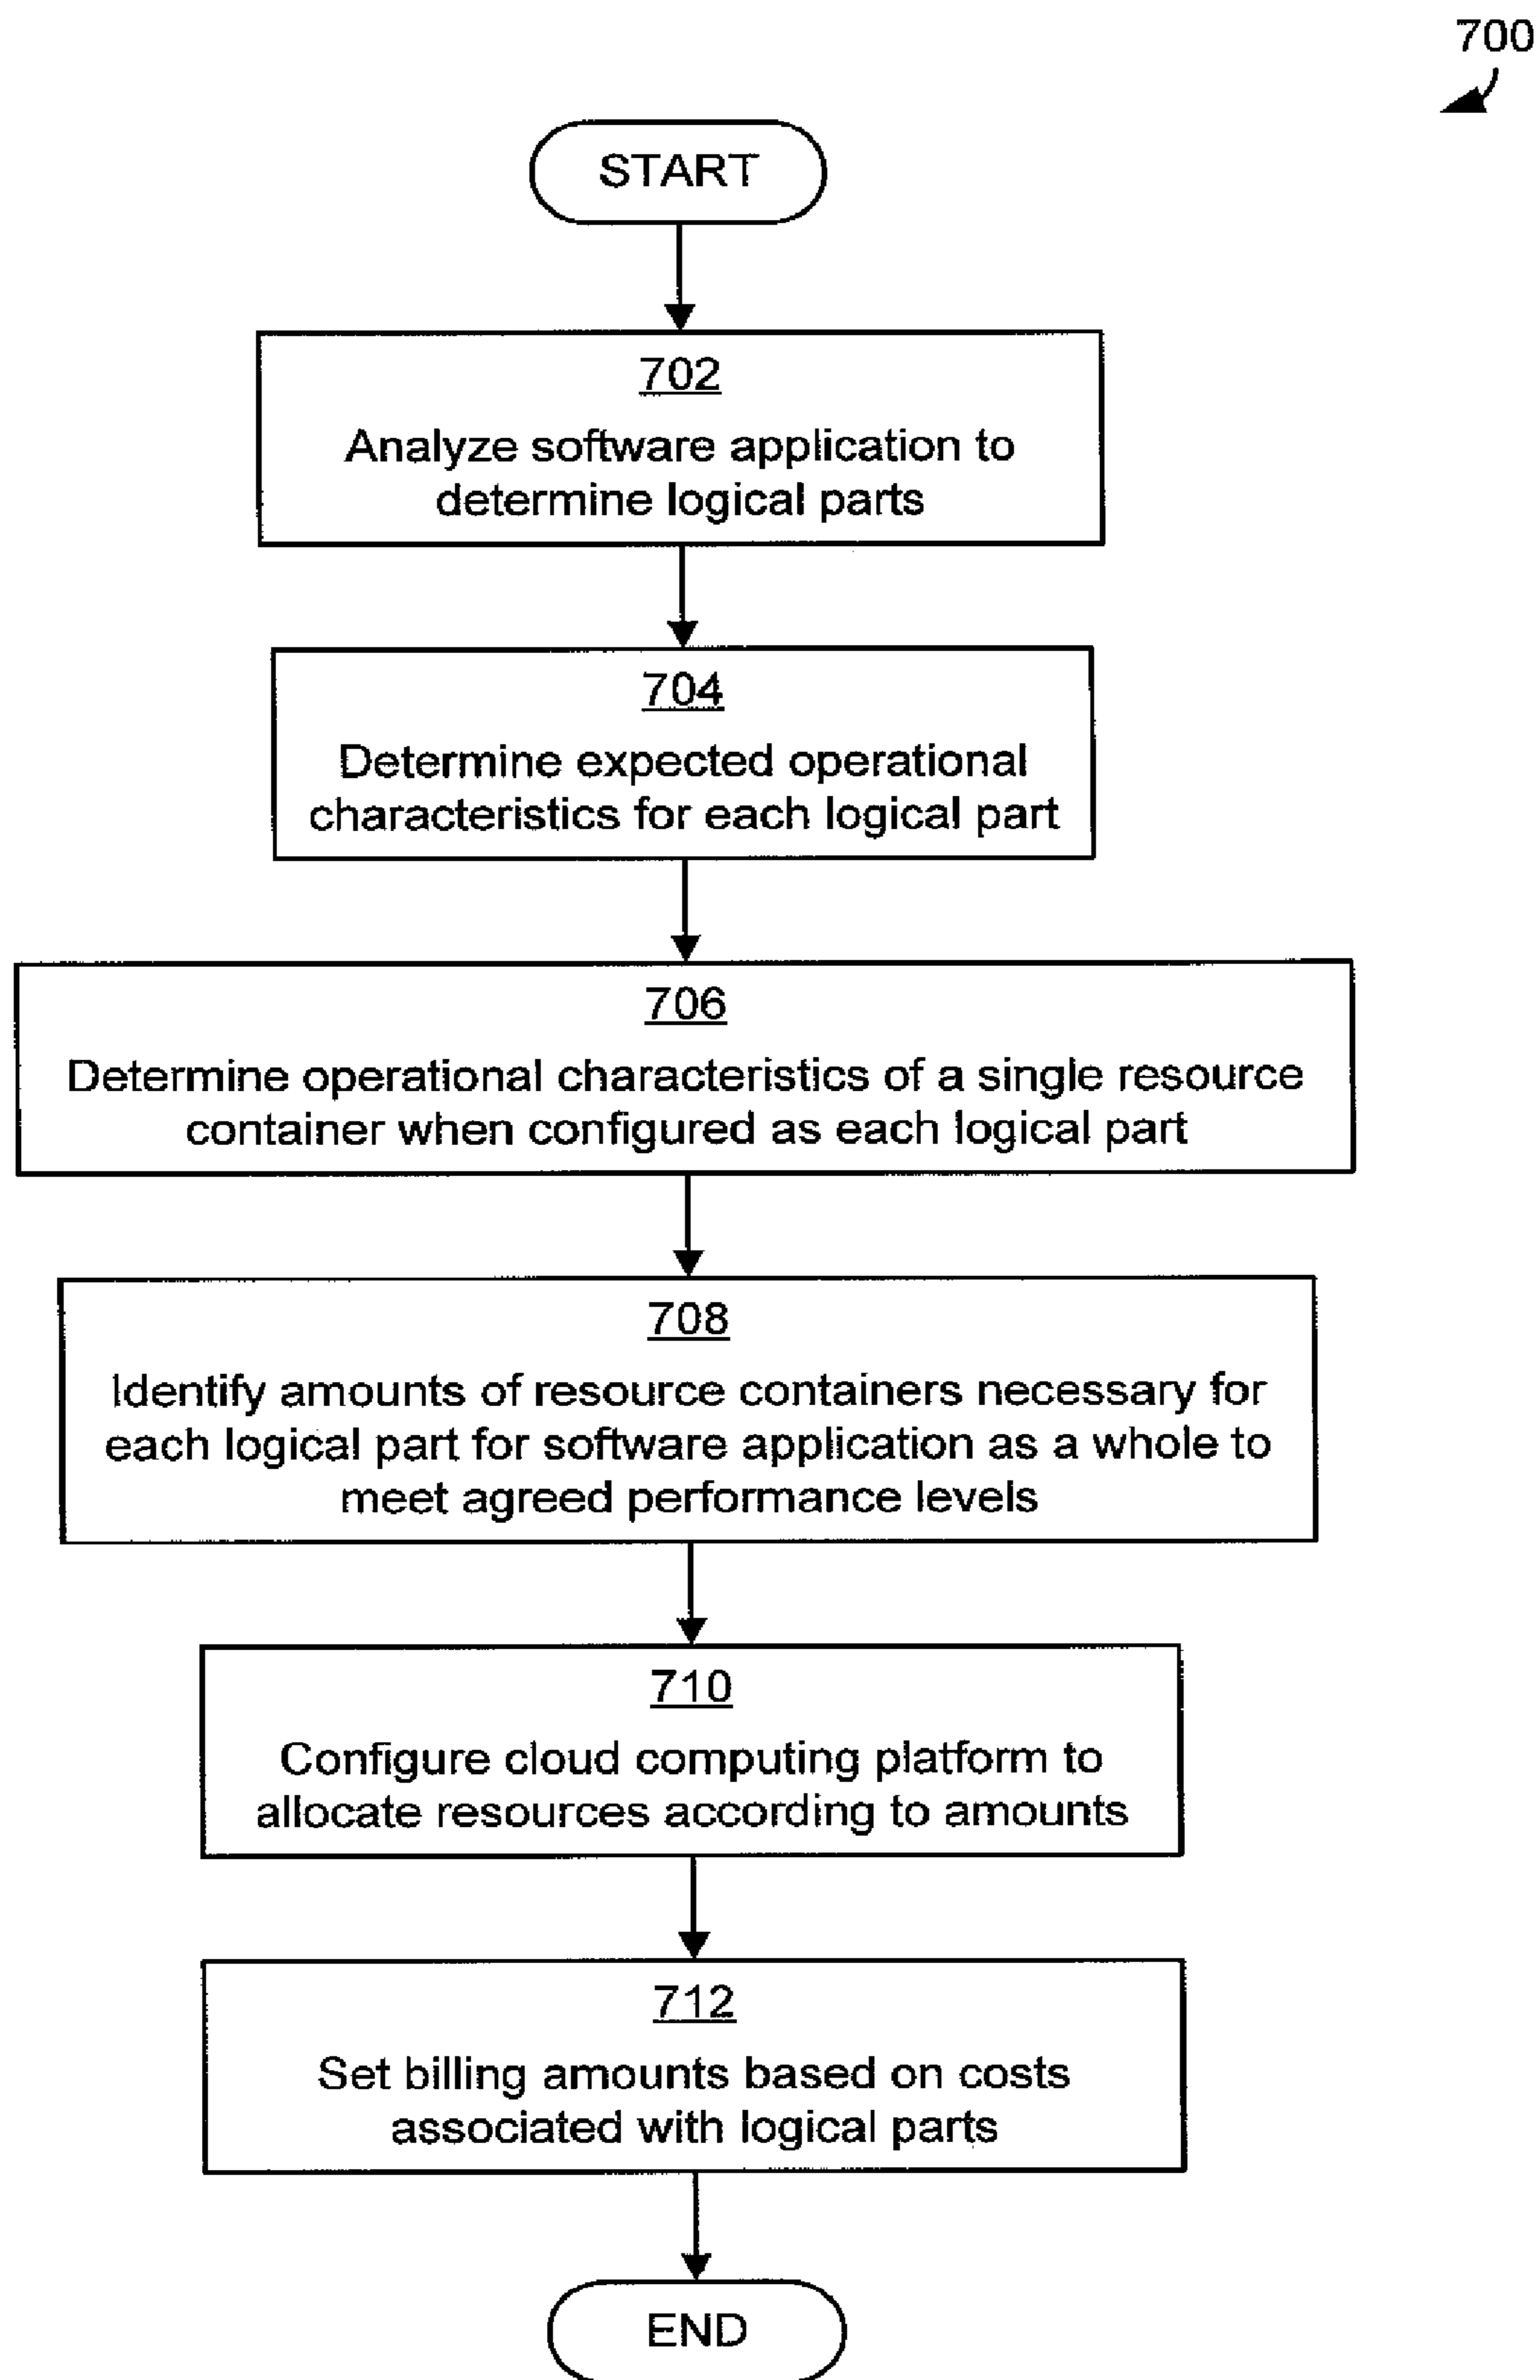 700
START
702
Analyze software application to
determine logical parts
704
Determine expected operational
characteristics for each logical part
706
Determine operational characteristics of a single resource
container when configured as each logical part
708
Identify amounts of resource containers necessary for
each logical part for software application as a whole to
meet agreed performance levels
710
Configure cloud computing platform to
allocate resources according to amounts
712
Set billing amounts based on costs
associated with logical parts
END